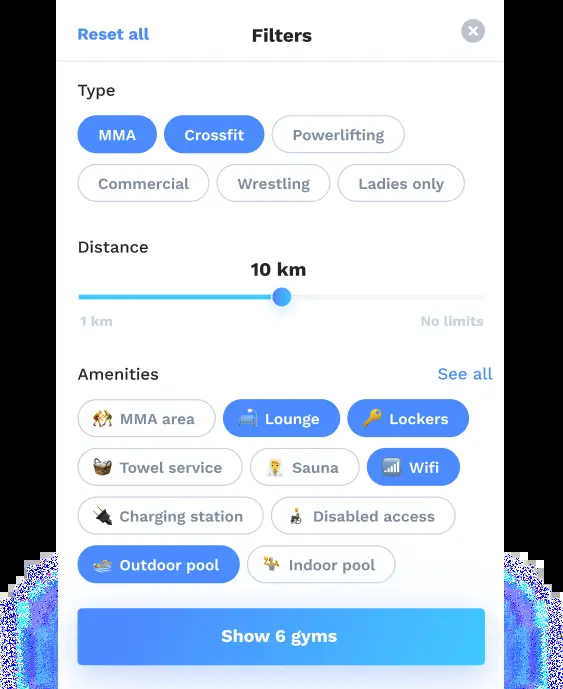 Reset all Filters
Type
MMA Crossfit Powerlifting
Commercial Wrestling Ladies only
Distance
10 km
1 km No limits
Amenities See all
MMA area Lounge Lockers
Towel service Sauna Wifi
Charging station Disabled access
Outdoor pool Indoor pool
Show 6 gyms